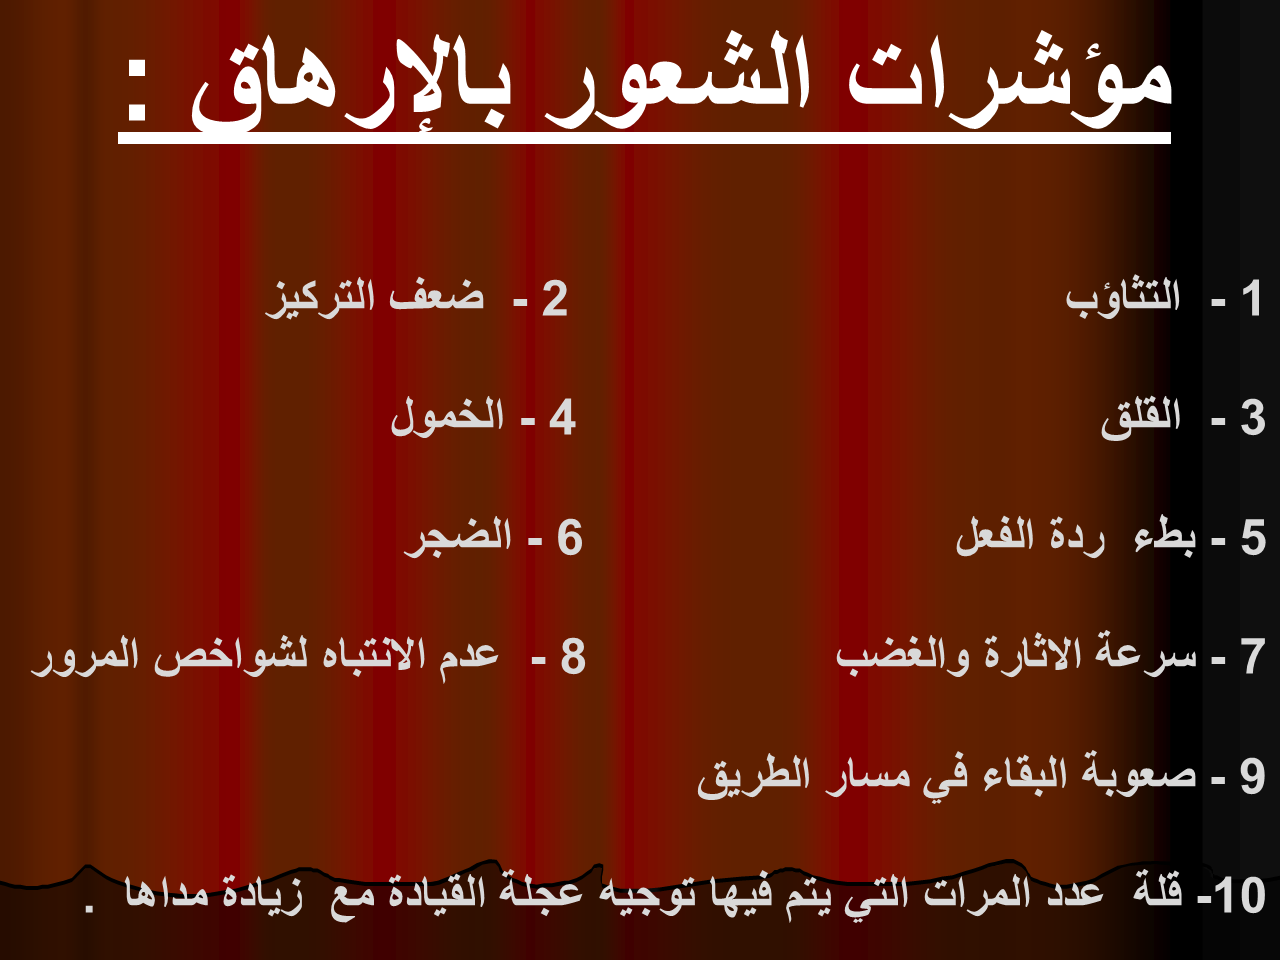 مؤشرات الشعور بالإرهاق :
1 - التثاؤب 2 - ضعف التركيز
3 - القلق 4 - الخمول
5 - بطء ردة الفعل 6 - الضجر
7 - سرعة الاثارة والغضب 8 - عدم الانتباه لشواخص المرور
9 - صعوبة البقاء في مسار الطريق
10- قلة عدد المرات التي يتم فيها توجيه عجلة القيادة مع زيادة مداها .